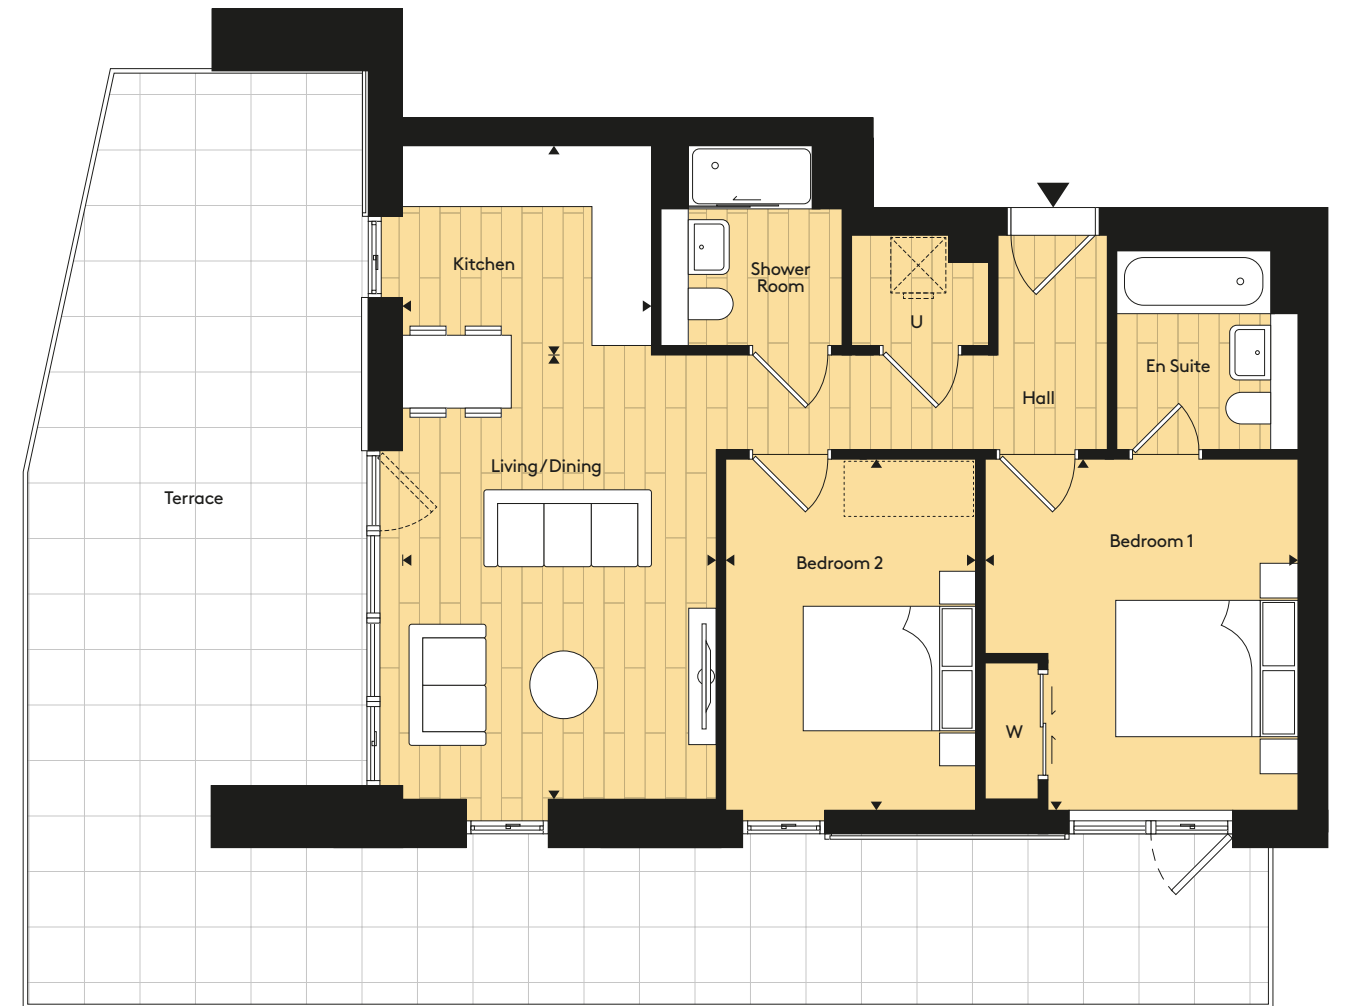 Kitchen
Shower
Room
U
Hall
En Suite
Living/Dining
Terrace
Bedroom 2
Bedroom 1
W